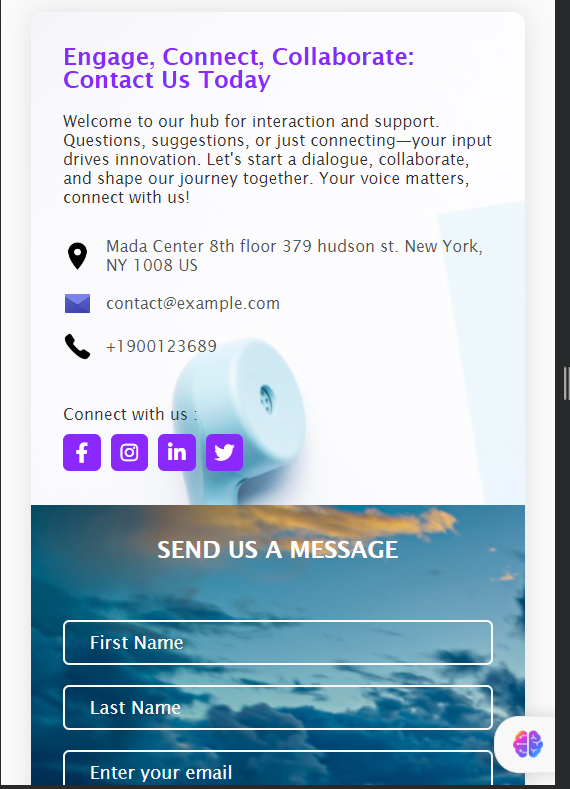 Engage, Connect, Collaborate:
Contact Us Today
Welcome to our hub for interaction and support.
Questions, suggestions, or just connecting—your input
drives innovation. Let's start a dialogue, collaborate,
and shape our journey together. Your voice matters,
connect with us!
Mada Center 8th floor 379 hudson st. New York,
NY 1008 US
contact@example.com
+1900123689
Connect with us :
SEND US A MESSAGE
First Name
Last Name
Enter your email